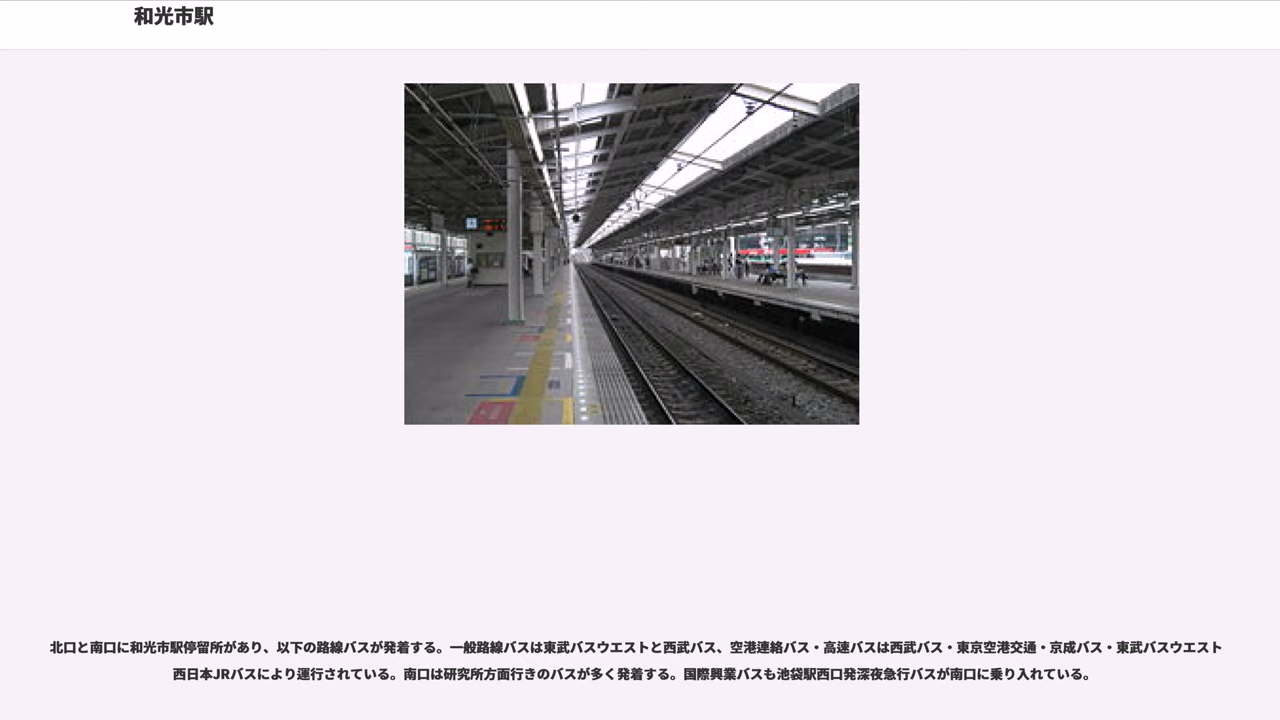 和光市駅
北口と南口に和光市駅停留所があり、以下の路線バスが発着する。一般路線バスは東武バスウエストと西武バス、空港連絡バス・高速バスは西武バス・東京空港交通・京成バス・東武バスウエスト
西日本JRバスにより運行されている。南口は研究所方面行きのバスが多く発着する。国際興業バスも池袋駅西口発深夜急行バスが南口に乗り入れている。